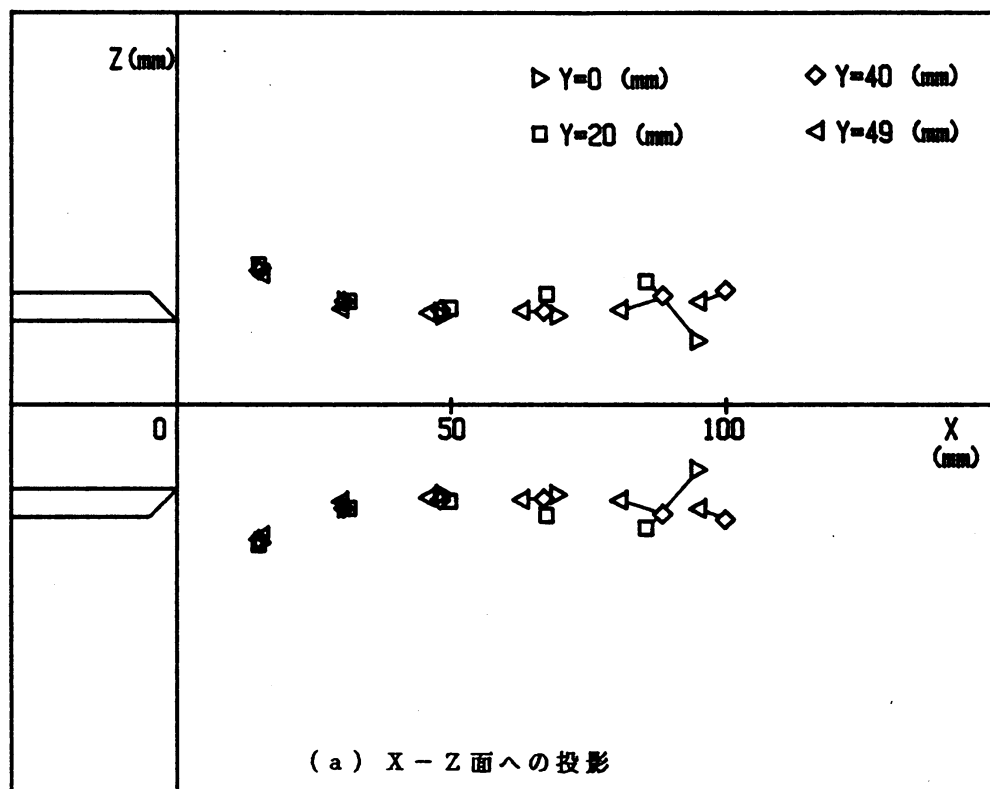 Z (mm)
Y=0 (mm)
Y=40 (mm)
Y=20 (mm)
Y=49 (mm)
0
50
100
X
(mm)
(a) X-Z面への投影